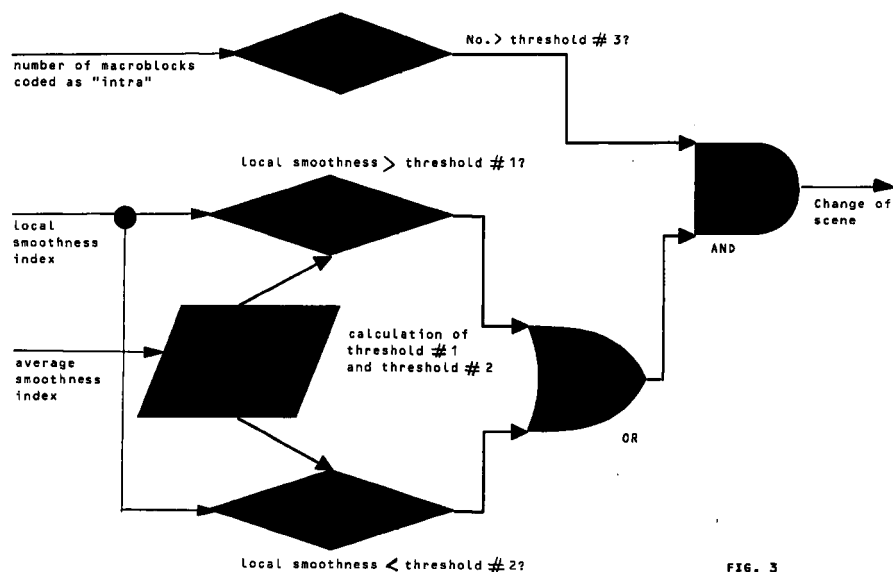 No. > threshold # 3?
number of macroblocks
coded as "intra"
local smoothness > threshold # 1?
Change of
scene
local
smoothness
index
AND
calculation of
threshold # 1
and threshold # 2
average
smoothness
index
OR
local smoothness < threshold # 2?
FIG. 3